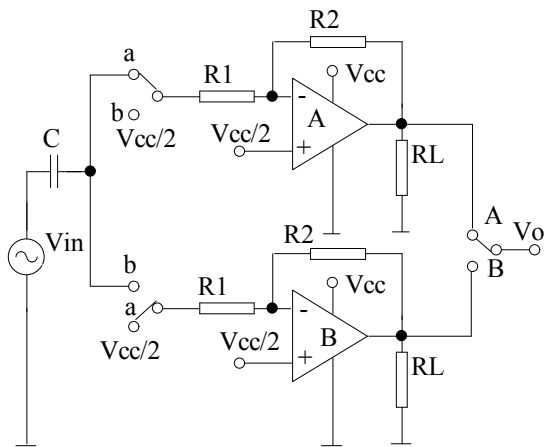 R2
a
R1
Vcc
-
b
A
C
Vcc/2
Vcc/2
+
RL
A
Vin
R2
Vo
b
B
R1
Vcc
a
-
B
Vcc/2
Vcc/2
+
RL